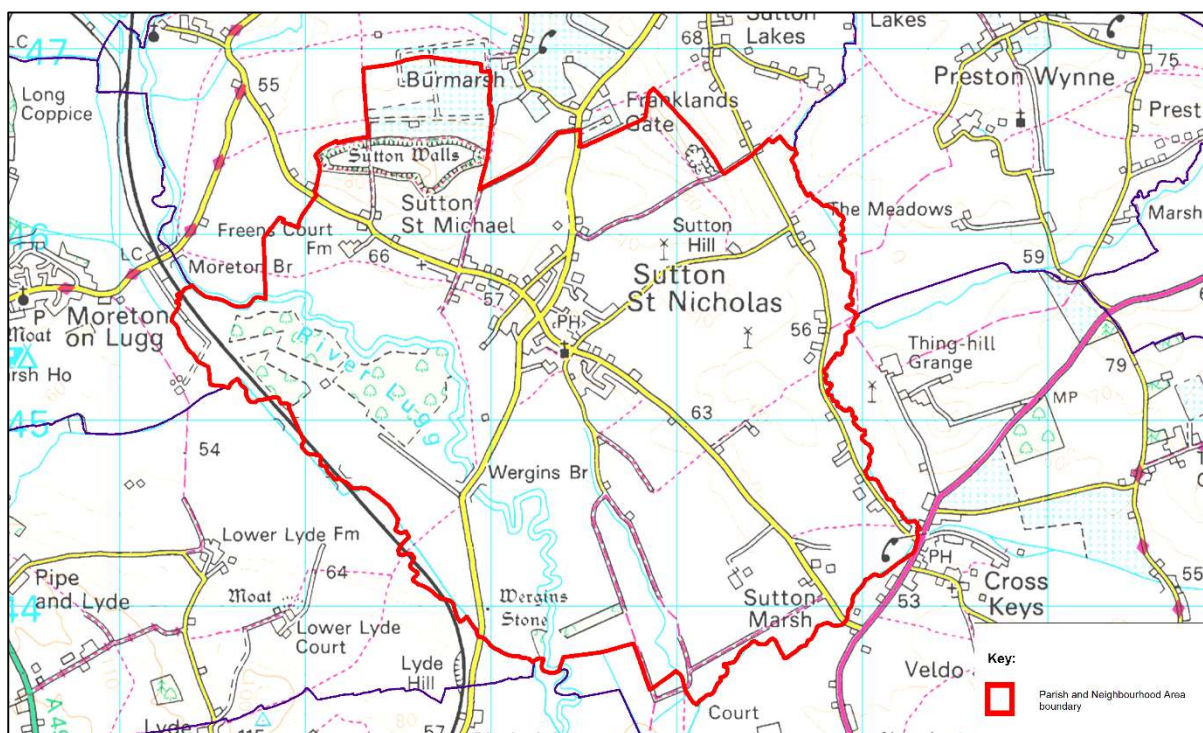 47
C
Long
Coppice
55
Burmarsh
Sutton Walls
Franklands
Gate
68
Sutton
Lakes
Lakes
Preston Wynne
75
Prest
Sutton
St Michael
Freens Court
Fm
66
LC
Moreton Br
Moreton
on Lugg
P
Moat
rsh Ho
57
PH
Sutton
Hill
Sutton
St Nicholas
The Meadows
Marsh
59
56
Thing-hill
Grange
79
MP
River Lugg
45
54
63
Wergins Br
Lower Lyde Fm
64
Pipe
and Lyde
Moat
Lower Lyde
Court
44
Wergins
Stone
Sutton
Marsh
PH
Cross
Keys
53
55
Lyde
Hill
Veldo
Court
Lyde
115
57
Key:
Parish and Neighbourhood Area
boundary